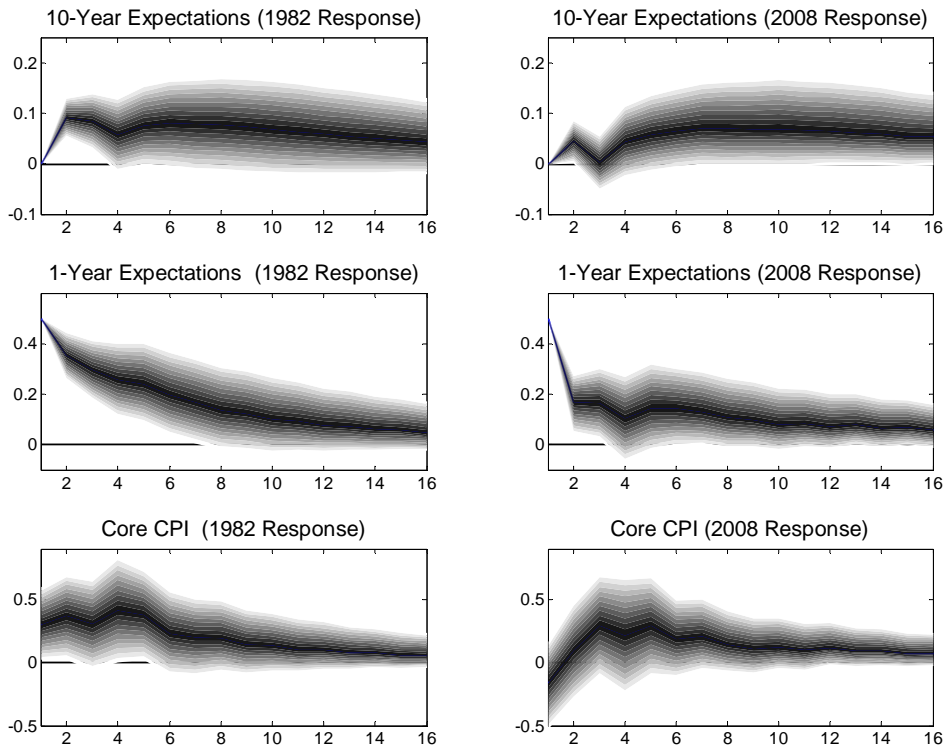 10-Year Expectations (1982 Response)
0.2
0.1
0
-0.1
2 4 6 8 10 12 14 16
10-Year Expectations (2008 Response)
0.2
0.1
0
-0.1
2 4 6 8 10 12 14 16
1-Year Expectations (1982 Response)
0.4
0.2
0
2 4 6 8 10 12 14 16
1-Year Expectations (2008 Response)
0.4
0.2
0
2 4 6 8 10 12 14 16
Core CPI (1982 Response)
0.5
0
-0.5
2 4 6 8 10 12 14 16
Core CPI (2008 Response)
0.5
0
-0.5
2 4 6 8 10 12 14 16